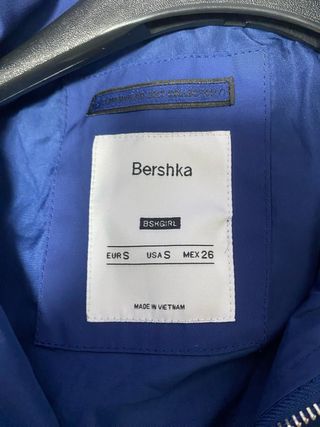 Bershka
BSKGIRL
EUR S USA S MEX 26
MADE IN VIETNAM